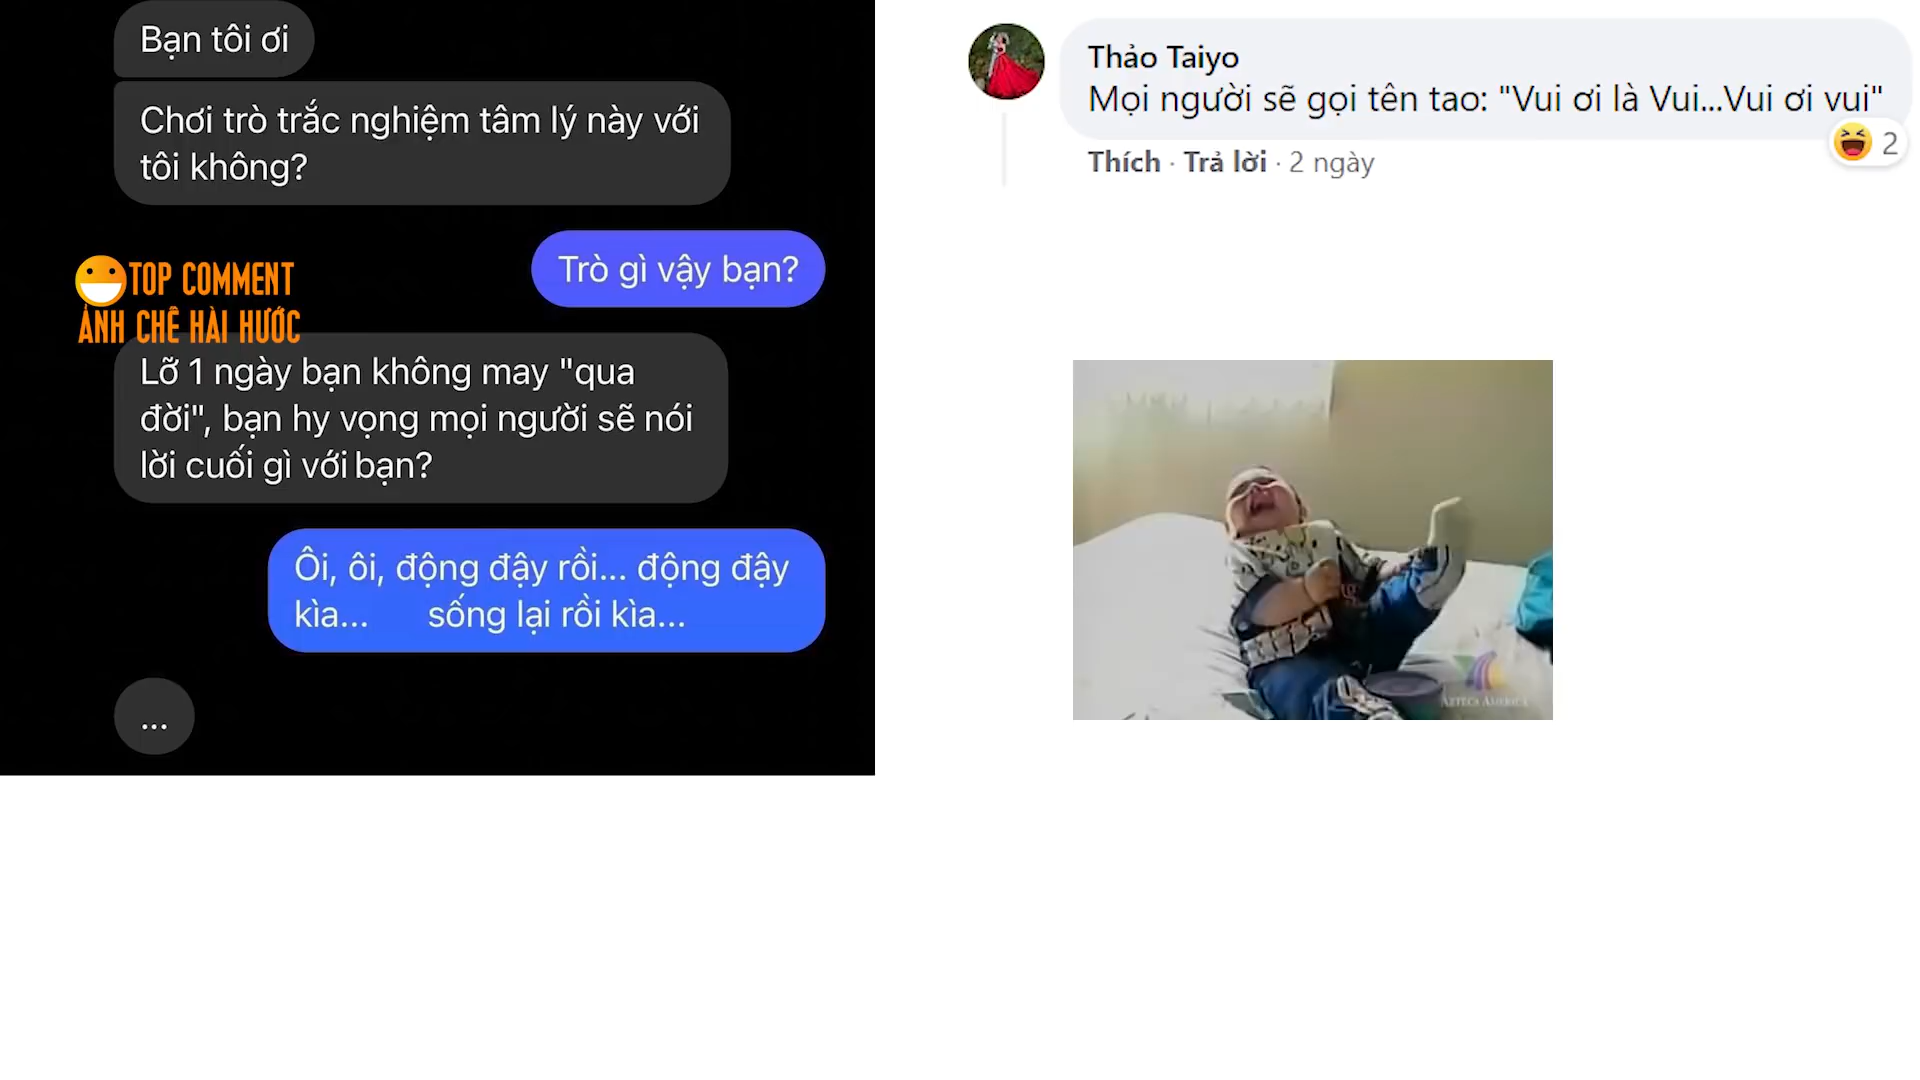 Bạn tôi ơi
Chơi trò trắc nghiệm tâm lý này với
tôi không?
Trò gì vậy bạn?
TOP COMMENT
ẢNH CHẾ HÀI HƯỚC
Lỡ 1 ngày bạn không may "qua
đời", bạn hy vọng mọi người sẽ nói
lời cuối gì với bạn?
Ôi, ôi, động đậy rồi... động đậy
kìa... sống lại rồi kìa...
...
Thảo Taiyo
Mọi người sẽ gọi tên tao: "Vui ơi là Vui...Vui ơi vui"
2
Thích · Trả lời · 2 ngày
AZTECA AMERICA